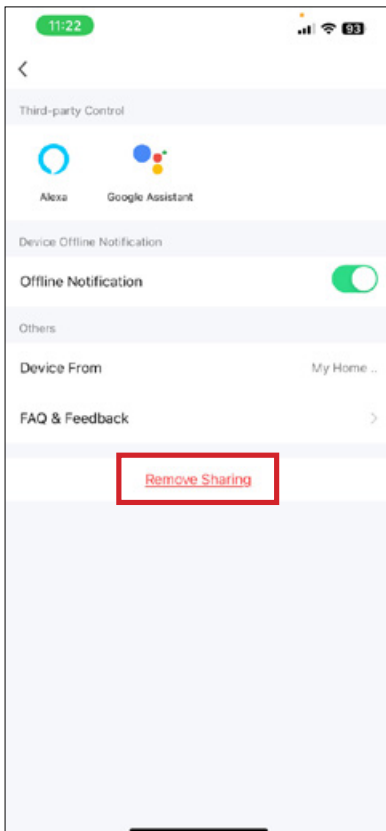 11:22
93
Third-party Control
Alexa
Google Assistant
Device Offline Notification
Offline Notification
Others
Device From
My Home ..
FAQ & Feedback
Remove Sharing